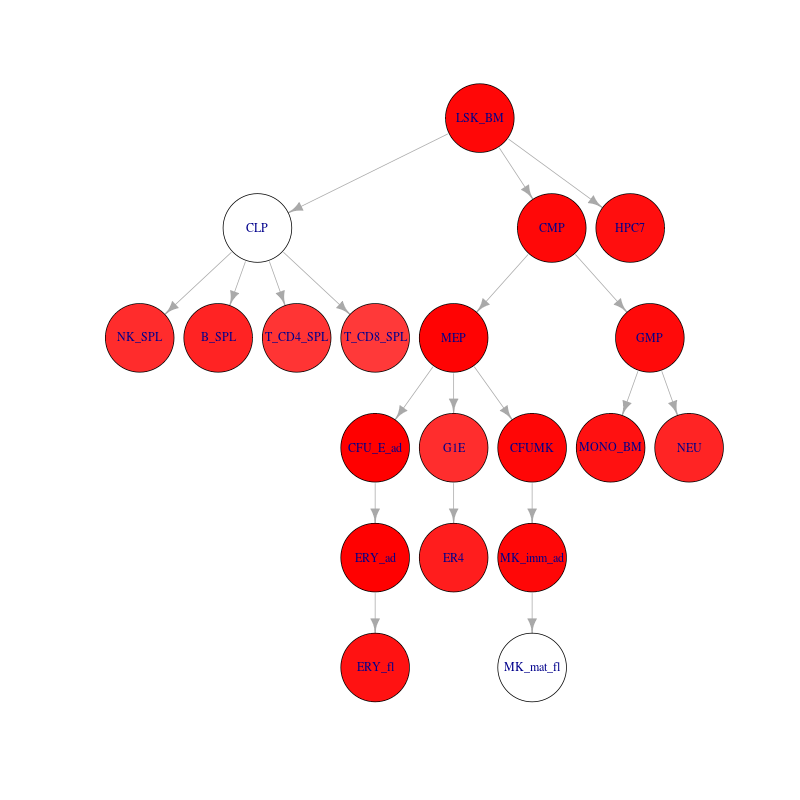 LSK_BM
CLP
CMP
HPC7
NK_SPL
B_SPL
T_CD4_SPL
T_CD8_SPL
MEP
GMP
CFU_E_ad
G1E
CFUMK
MONO_BM
NEU
ERY_ad
ER4
MK_imm_ad
ERY_fl
MK_mat_fl